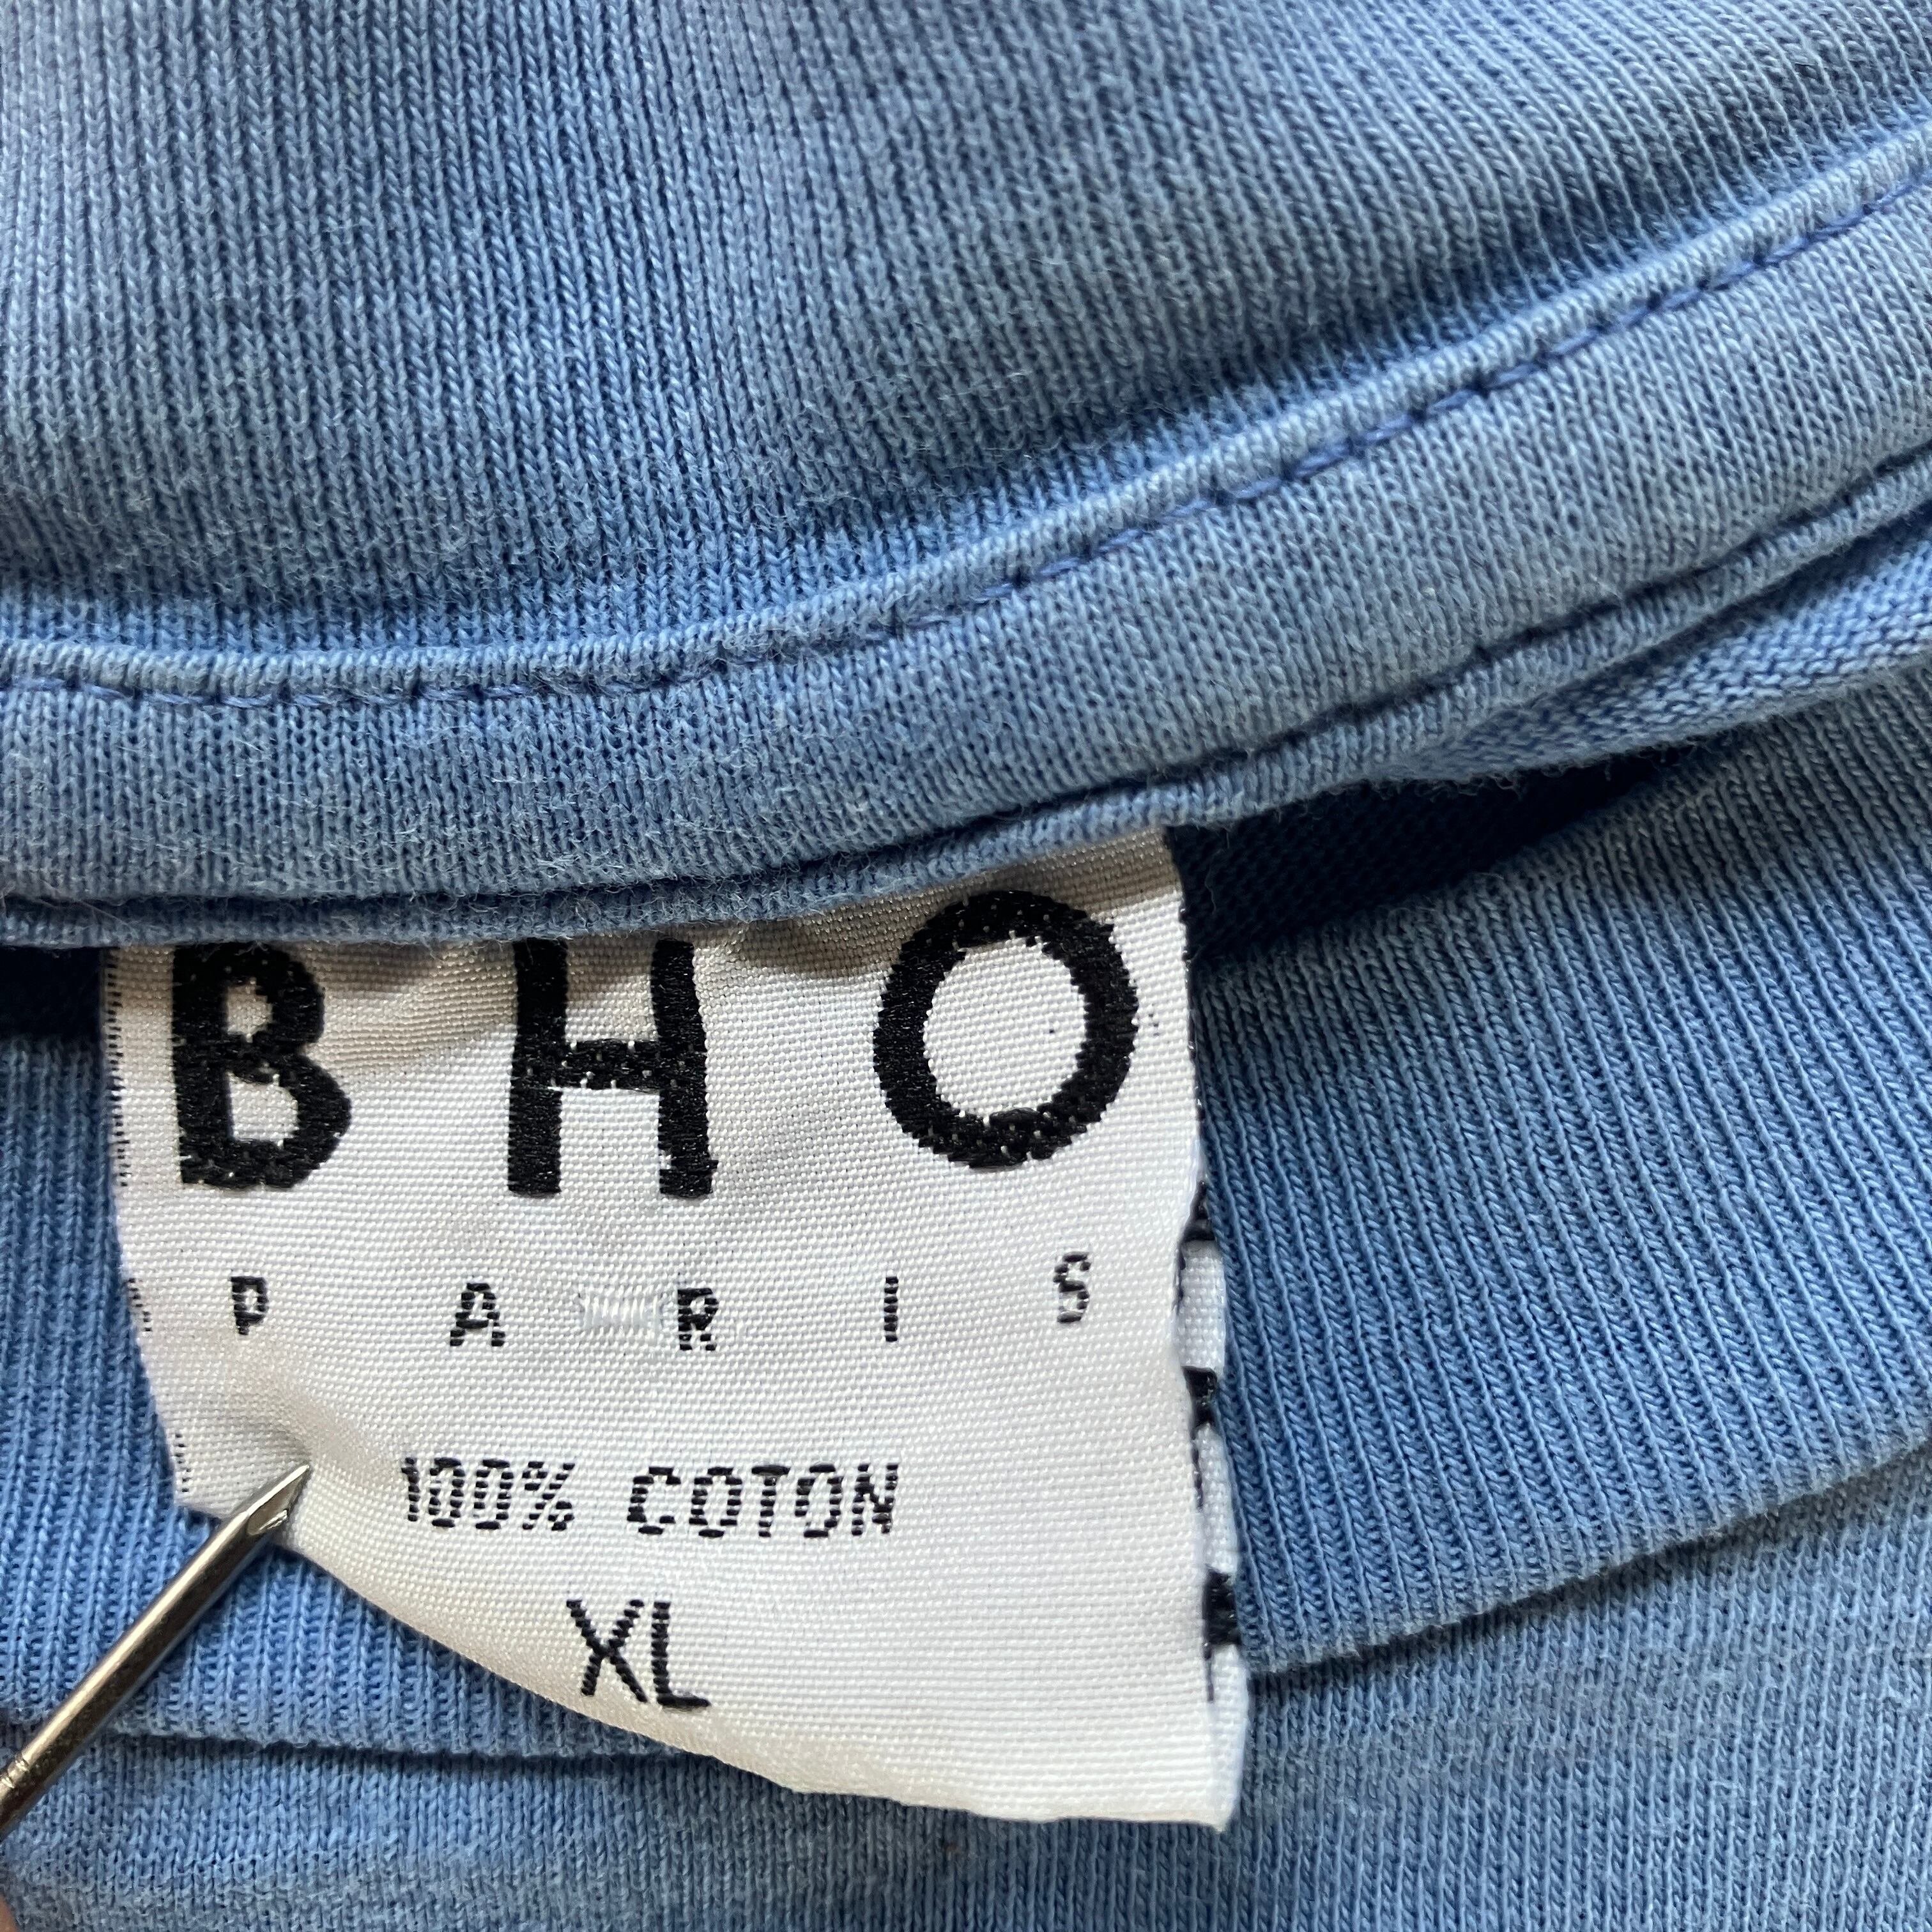 BHO
PARIS
100% COTON
XL